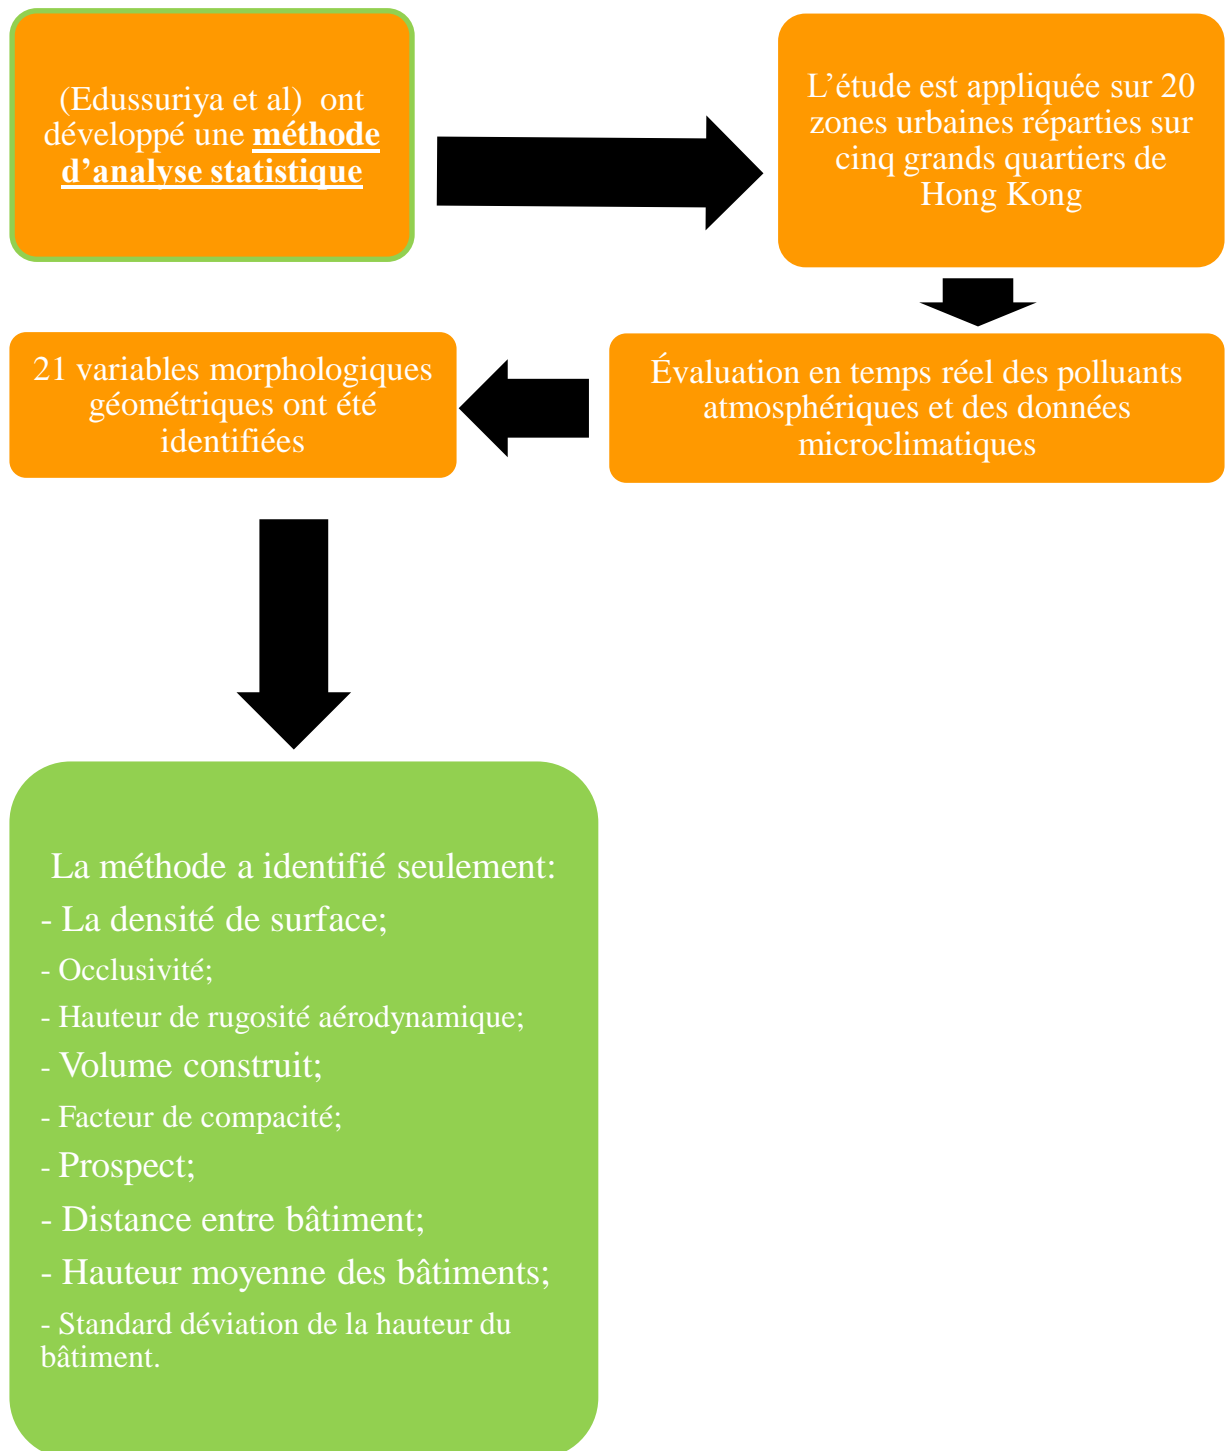 (Edussuriya et al) ont
développé une méthode
d’analyse statistique
L’étude est appliquée sur 20
zones urbaines réparties sur
cinq grands quartiers de
Hong Kong
Évaluation en temps réel des polluants
atmosphériques et des données
microclimatiques
21 variables morphologiques
géométriques ont été
identifiées
La méthode a identifié seulement:
- La densité de surface;
- Occlusivité;
- Hauteur de rugosité aérodynamique;
- Volume construit;
- Facteur de compacité;
- Prospect;
- Distance entre bâtiment;
- Hauteur moyenne des bâtiments;
- Standard déviation de la hauteur du
bâtiment.